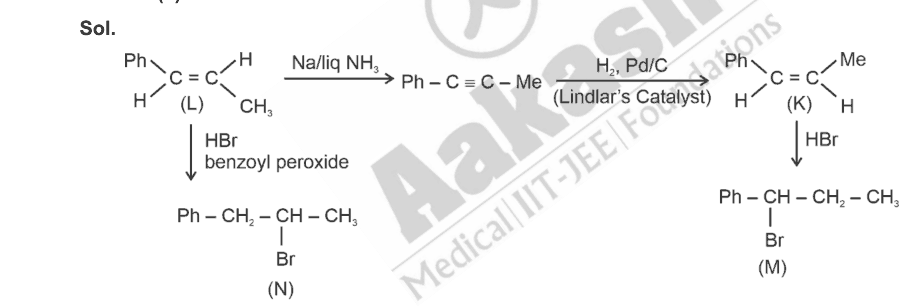 Sol.
Ph H Na/liq NH₃ H₂, Pd/C Ph Me
C = C Ph – C ≡ C – Me C = C
H (L) CH₃ (Lindlar's Catalyst) H (K) H
HBr HBr
benzoyl peroxide
Ph – CH₂ – CH – CH₃ Ph – CH – CH₂ – CH₃
Br Br
(N) (M)
Aakash
Medical|IIT-JEE|Foundations